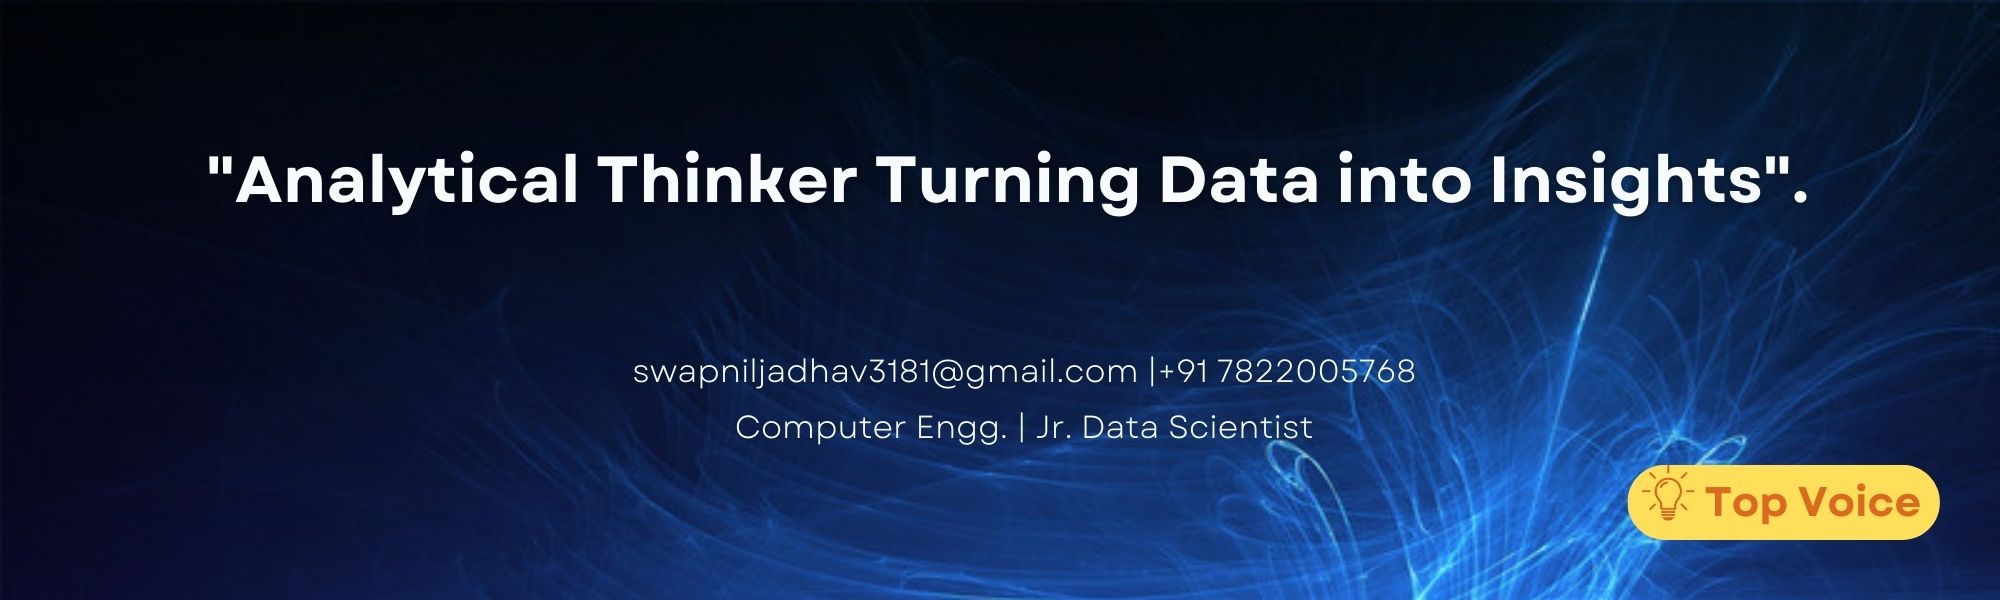 "Analytical Thinker Turning Data into Insights".
swapniljadhav3181@gmail.com |+91 7822005768
Computer Engg. | Jr. Data Scientist
Top Voice